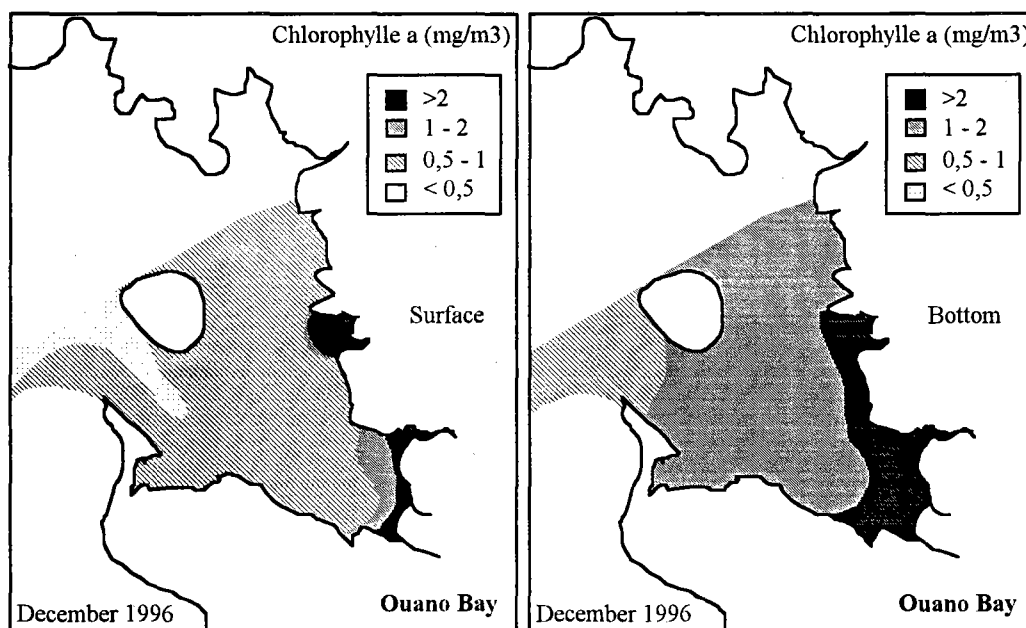 Chlorophylle a (mg/m3)
>2
1 - 2
0,5 - 1
< 0,5
Surface
December 1996
Ouano Bay
Chlorophylle a (mg/m3)
>2
1 - 2
0,5 - 1
< 0,5
Bottom
December 1996
Ouano Bay